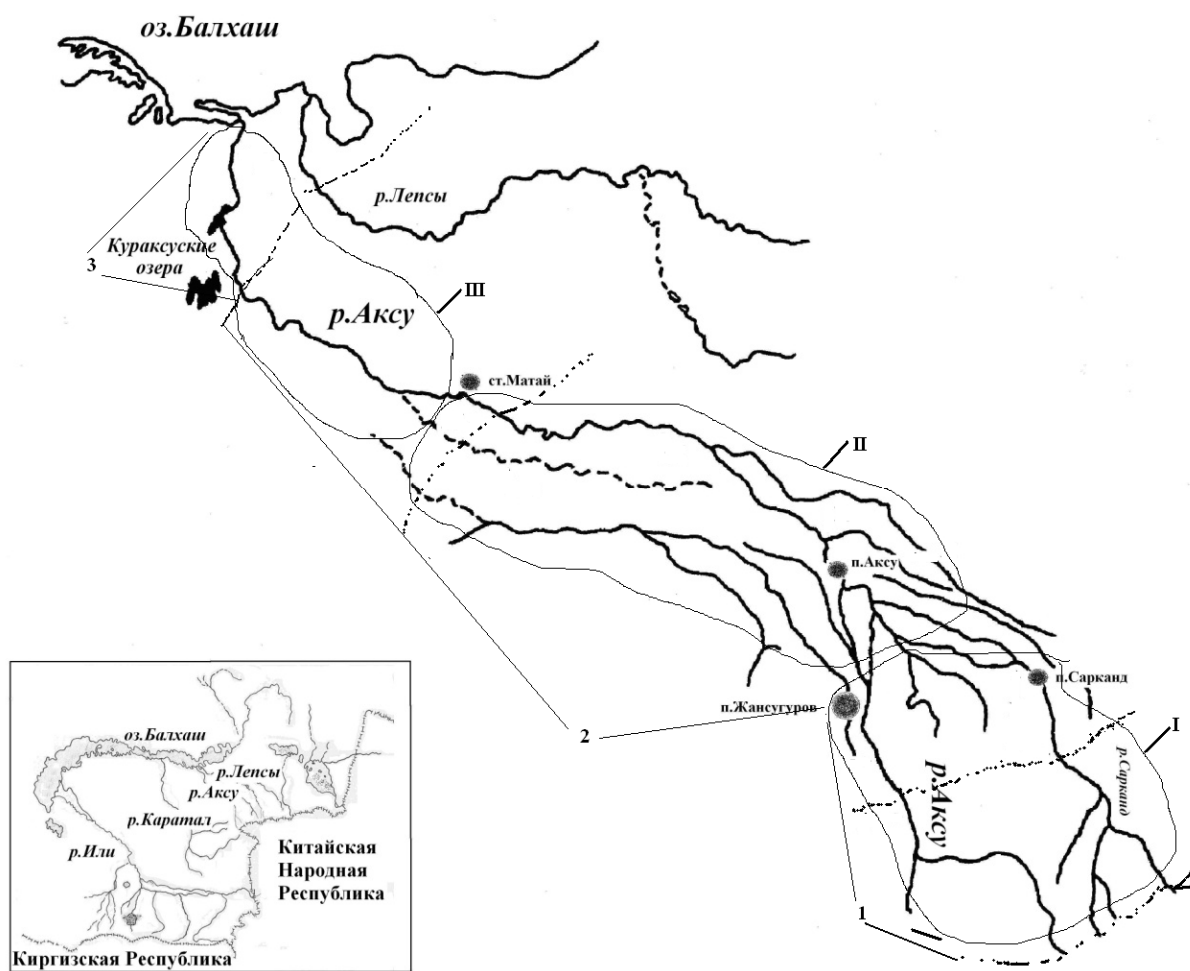 оз.Балхаш
р.Лепсы
Кураксуские
озера
3
III
р.Аксу
ст.Матай
II
п.Аксу
п.Сарканд
п.Жансугуров
2
I
р.Сарканд
р.Аксу
1
оз.Балхаш
р.Лепсы
р.Аксу
р.Каратал
р.Или
Китайская
Народная
Республика
Киргизская Республика